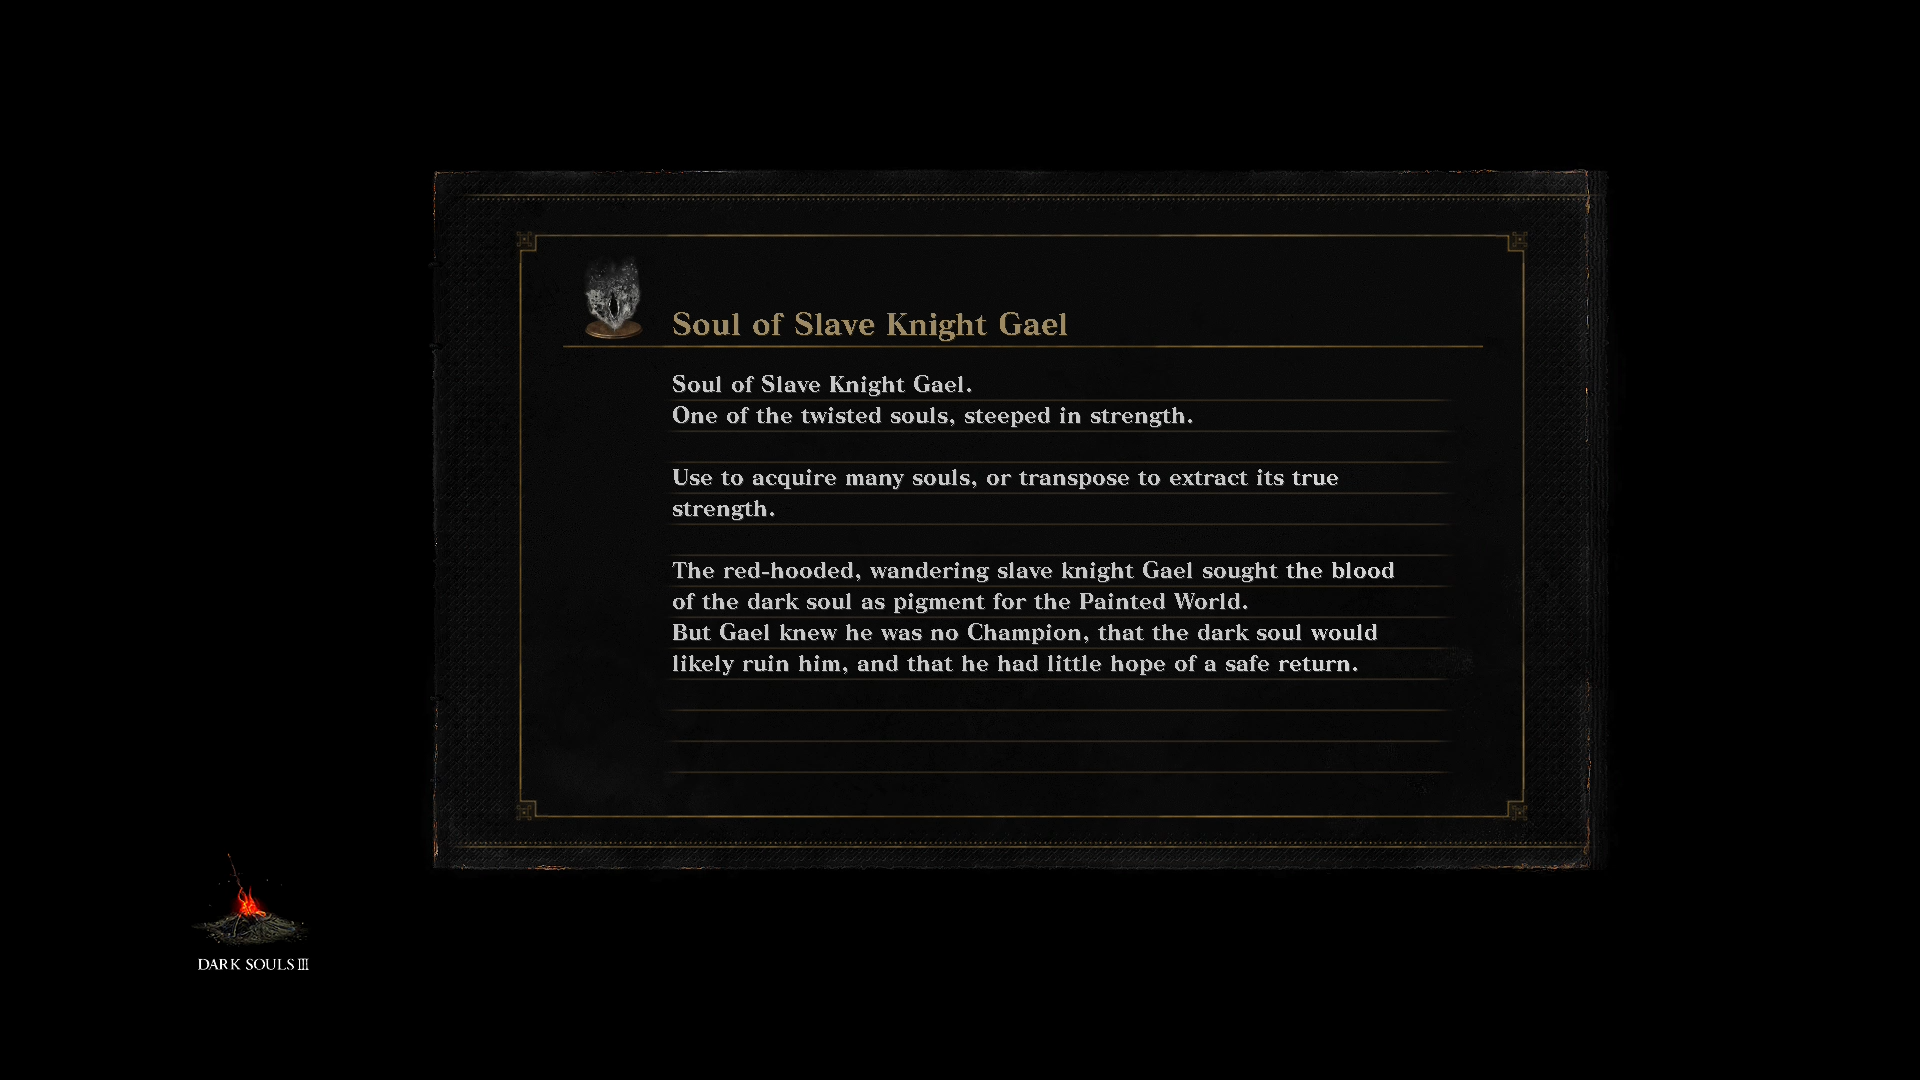 Soul of Slave Knight Gael
Soul of Slave Knight Gael.
One of the twisted souls, steeped in strength.
Use to acquire many souls, or transpose to extract its true
strength.
The red-hooded, wandering slave knight Gael sought the blood
of the dark soul as pigment for the Painted World.
But Gael knew he was no Champion, that the dark soul would
likely ruin him, and that he had little hope of a safe return.
DARK SOULS III